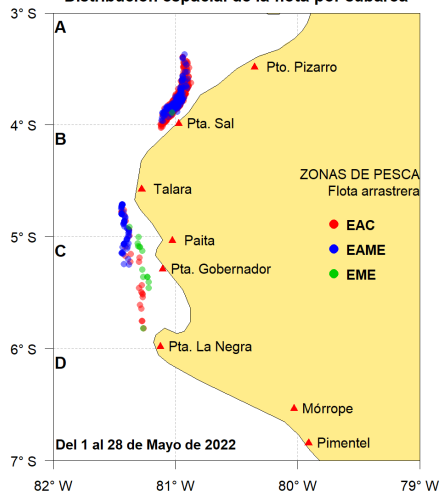 Distribución espacial de la flota por subárea
3° S
A
Pto. Pizarro
Pta. Sal
4° S
B
ZONAS DE PESCA
Flota arrastrera
Talara
EAC
5° S
Paita
EAME
C
Pta. Gobernador
EME
6° S
Pta. La Negra
D
Mórrope
Del 1 al 28 de Mayo de 2022
Pimentel
7° S
82° W
81° W
80° W
79° W